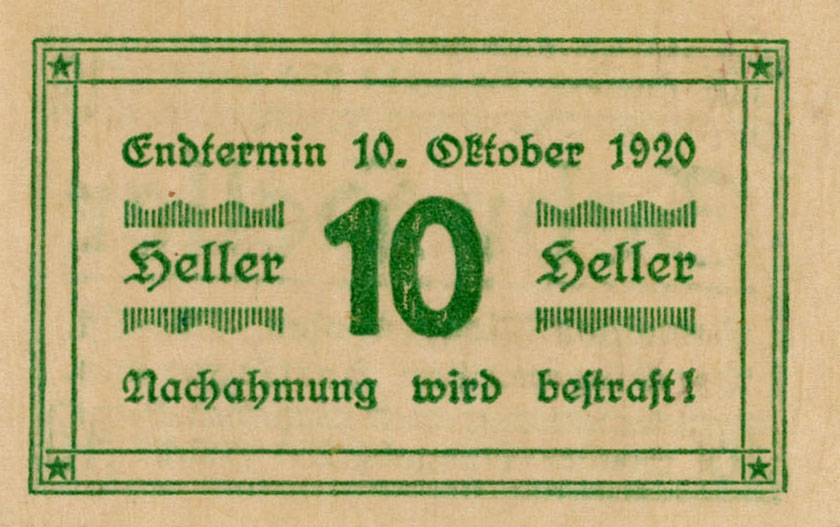 Endtermin 10. Oktober 1920
10
Heller Heller
Nachahmung wird bestraft!